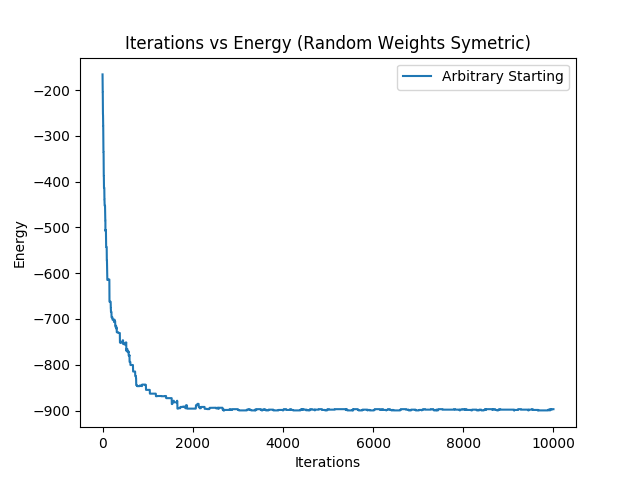 Iterations vs Energy (Random Weights Symetric)
Arbitrary Starting
−200
−300
−400
−500
−600
−700
−800
−900
Energy
0 2000 4000 6000 8000 10000
Iterations